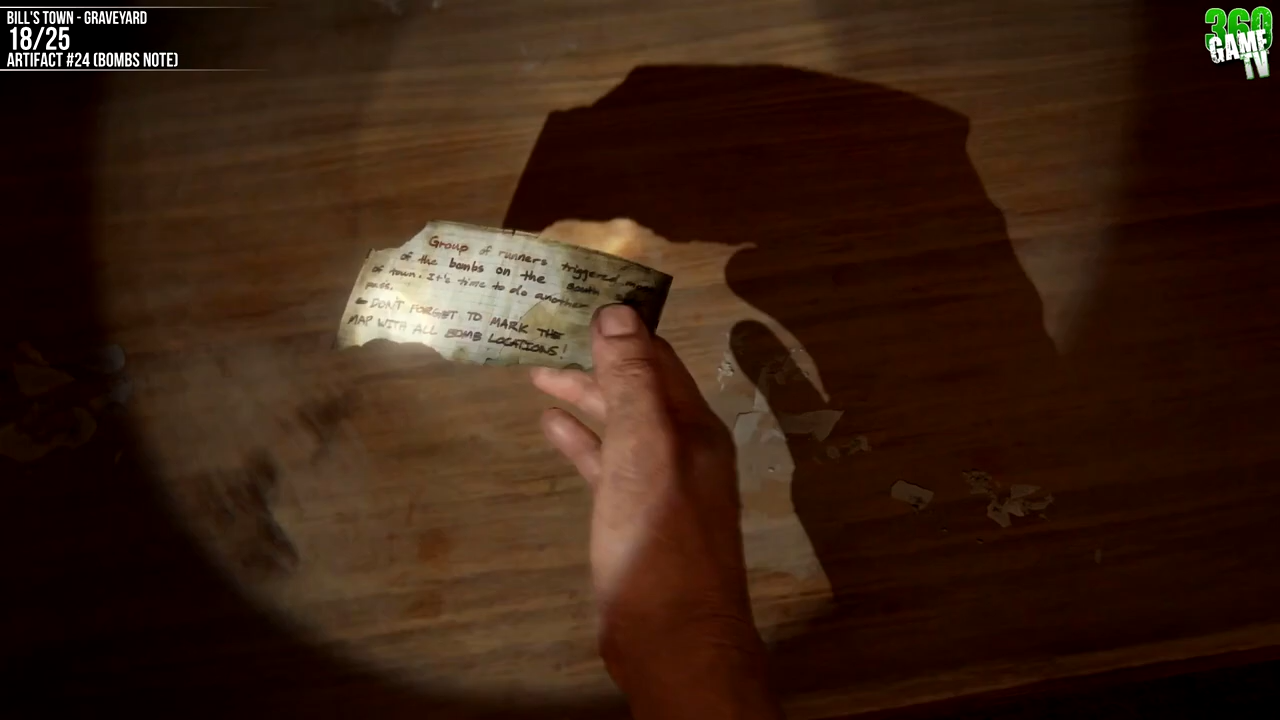 BILL'S TOWN - GRAVEYARD
18/25
ARTIFACT #24 (BOMBS NOTE)
360
GAME
TV
Group of runners triggered
of the bombs on the south
of town. It's time to do another
pass.
DON'T FORGET TO MARK THE
MAP WITH ALL BOMB LOCATIONS!